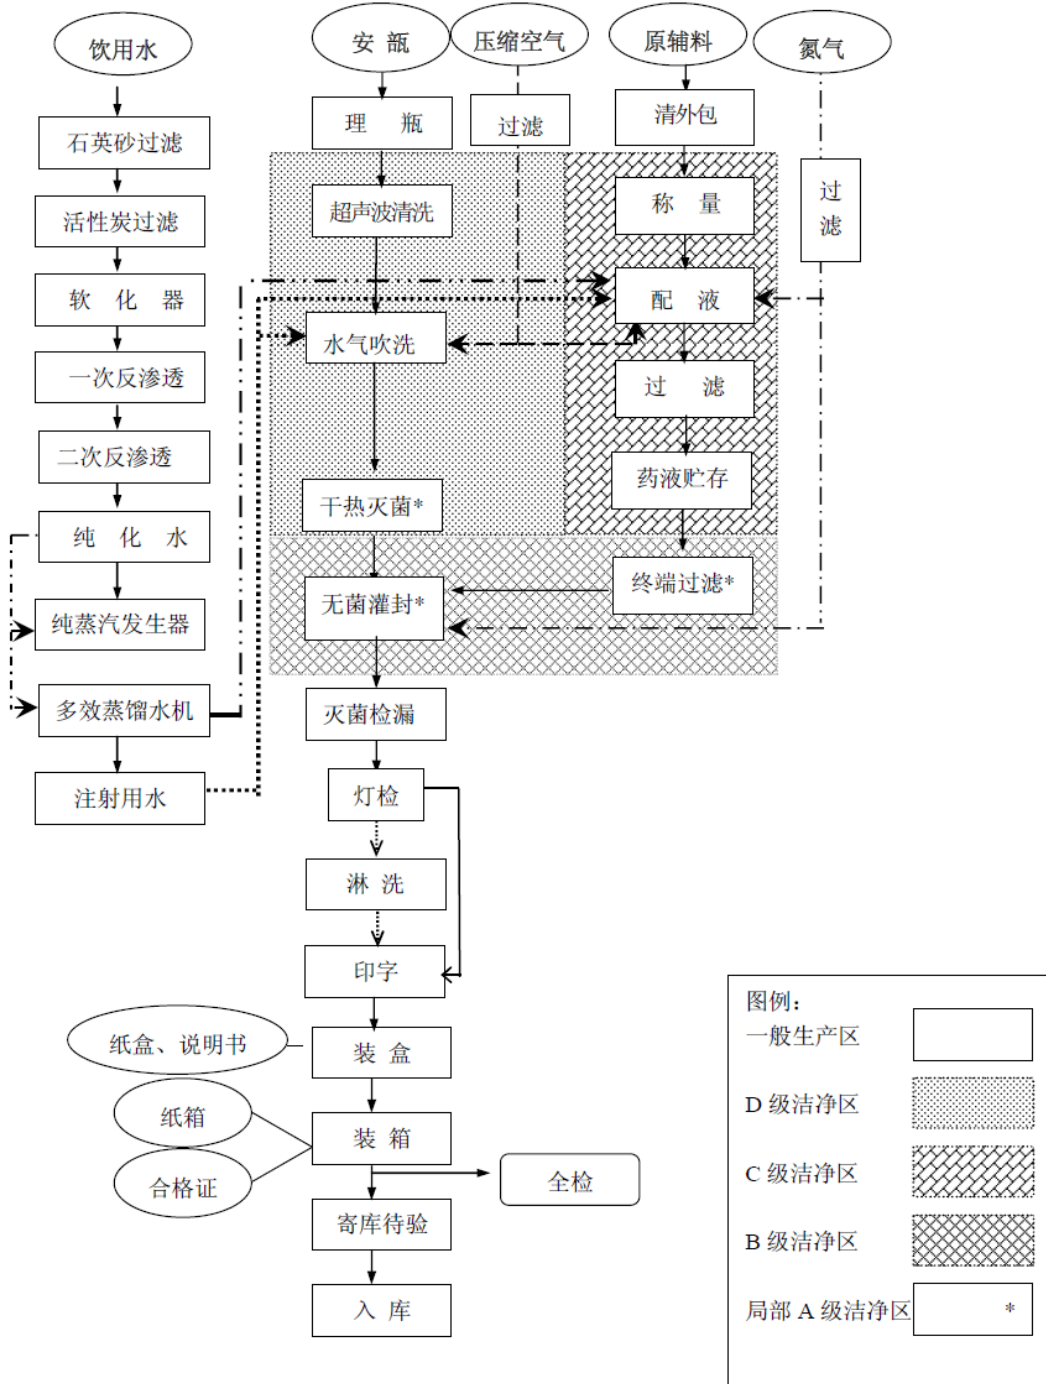 饮用水
石英砂过滤
活性炭过滤
软 化 器
一次反渗透
二次反渗透
纯 化 水
纯蒸汽发生器
多效蒸馏水机
注射用水
安 瓿
理 瓶
超声波清洗
水气吹洗
干热灭菌*
无菌灌封*
灭菌检漏
灯检
淋 洗
印字
装 盒
装 箱
寄库待验
入 库
纸盒、说明书
纸箱
合格证
全检
压缩空气
过滤
原辅料
清外包
称 量
配 液
过 滤
药液贮存
终端过滤*
氮气
过
滤
图例:
一般生产区
D 级洁净区
C 级洁净区
B 级洁净区
局部 A 级洁净区 *